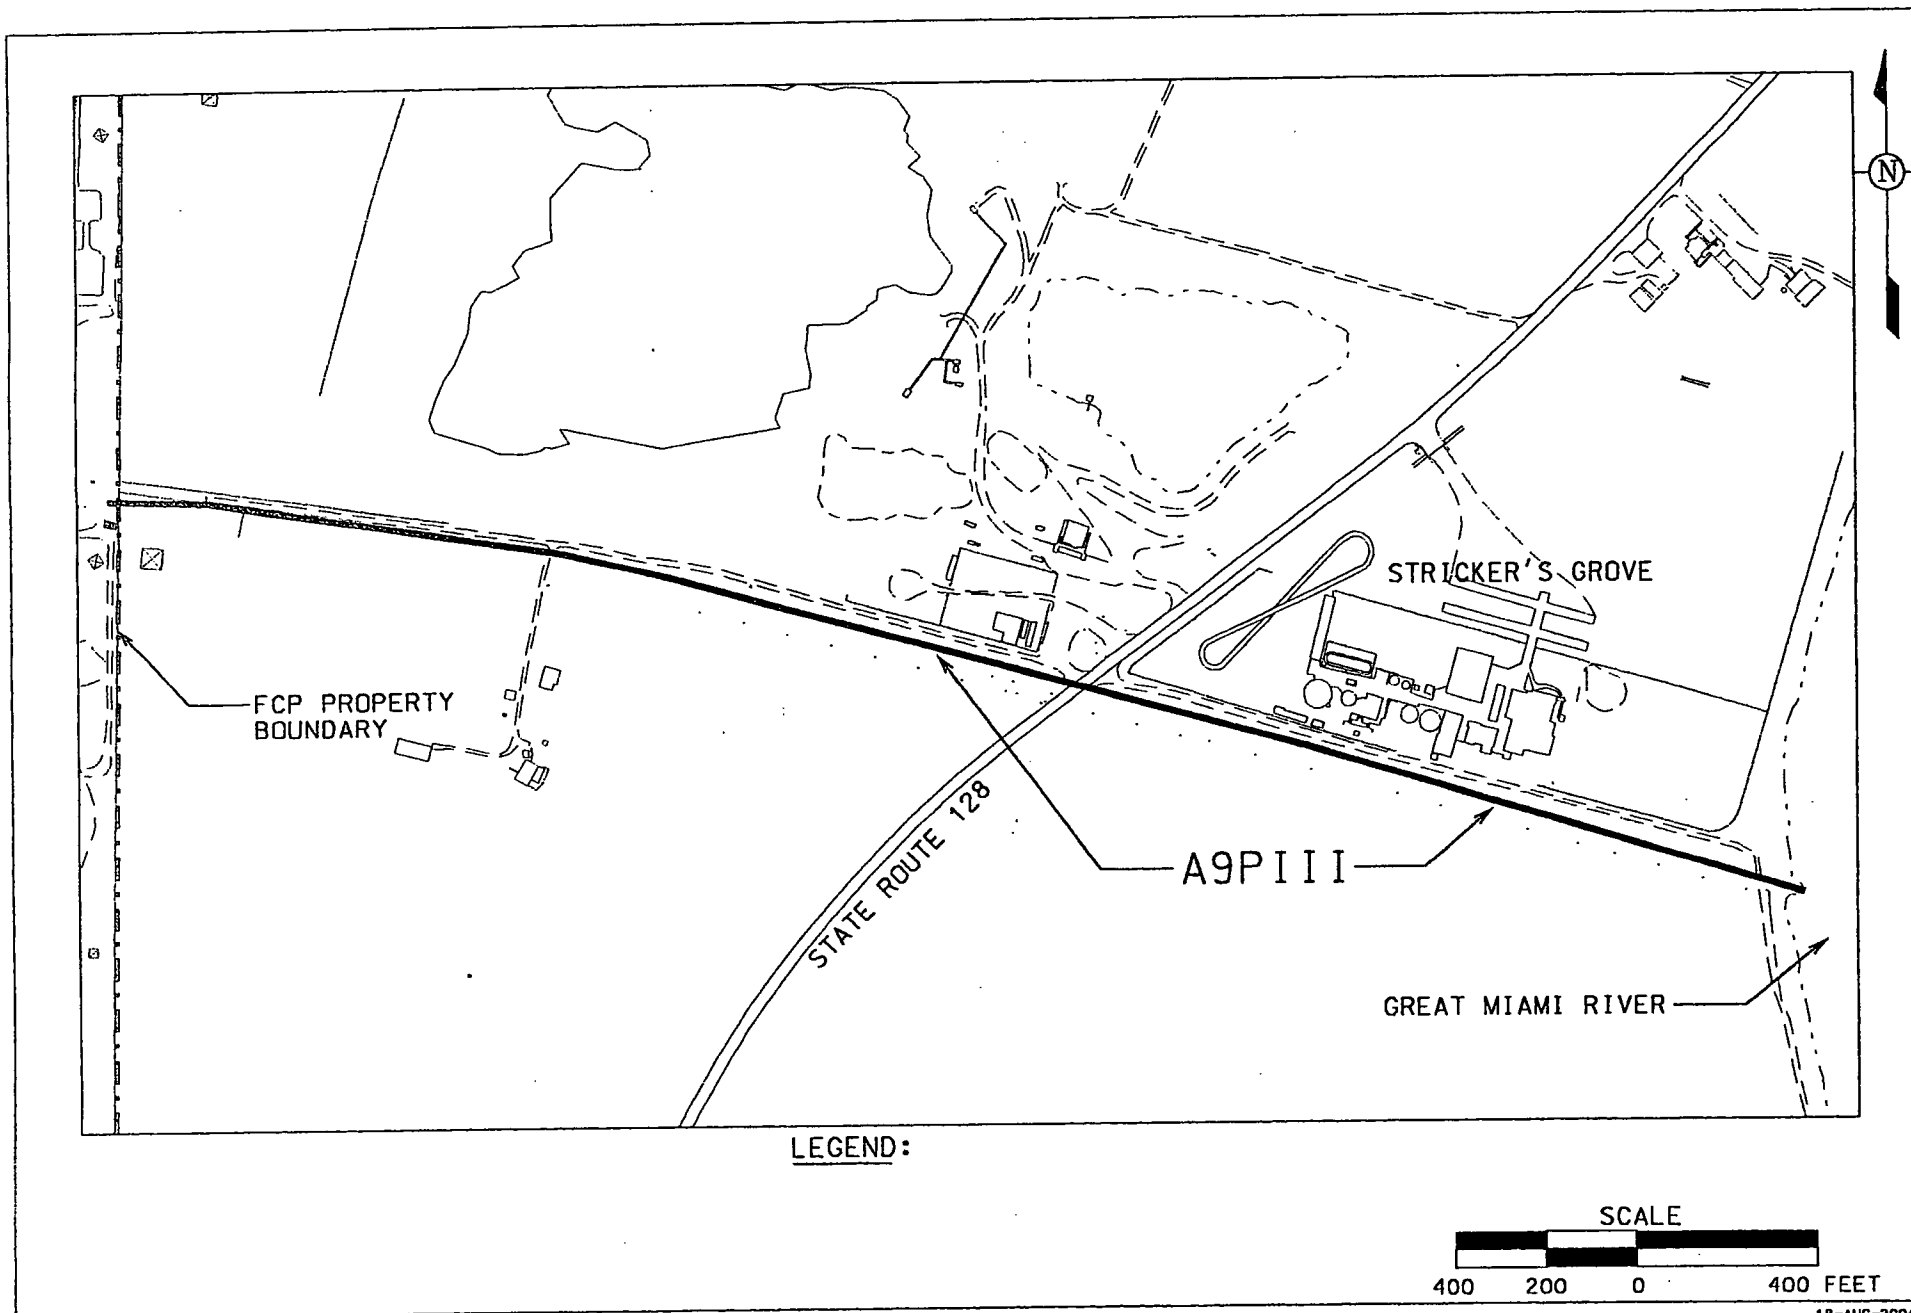 N
STRICKER'S GROVE
FCP PROPERTY
BOUNDARY
STATE ROUTE 128
A9PIII
GREAT MIAMI RIVER
LEGEND:
SCALE
400 200 0 400 FEET